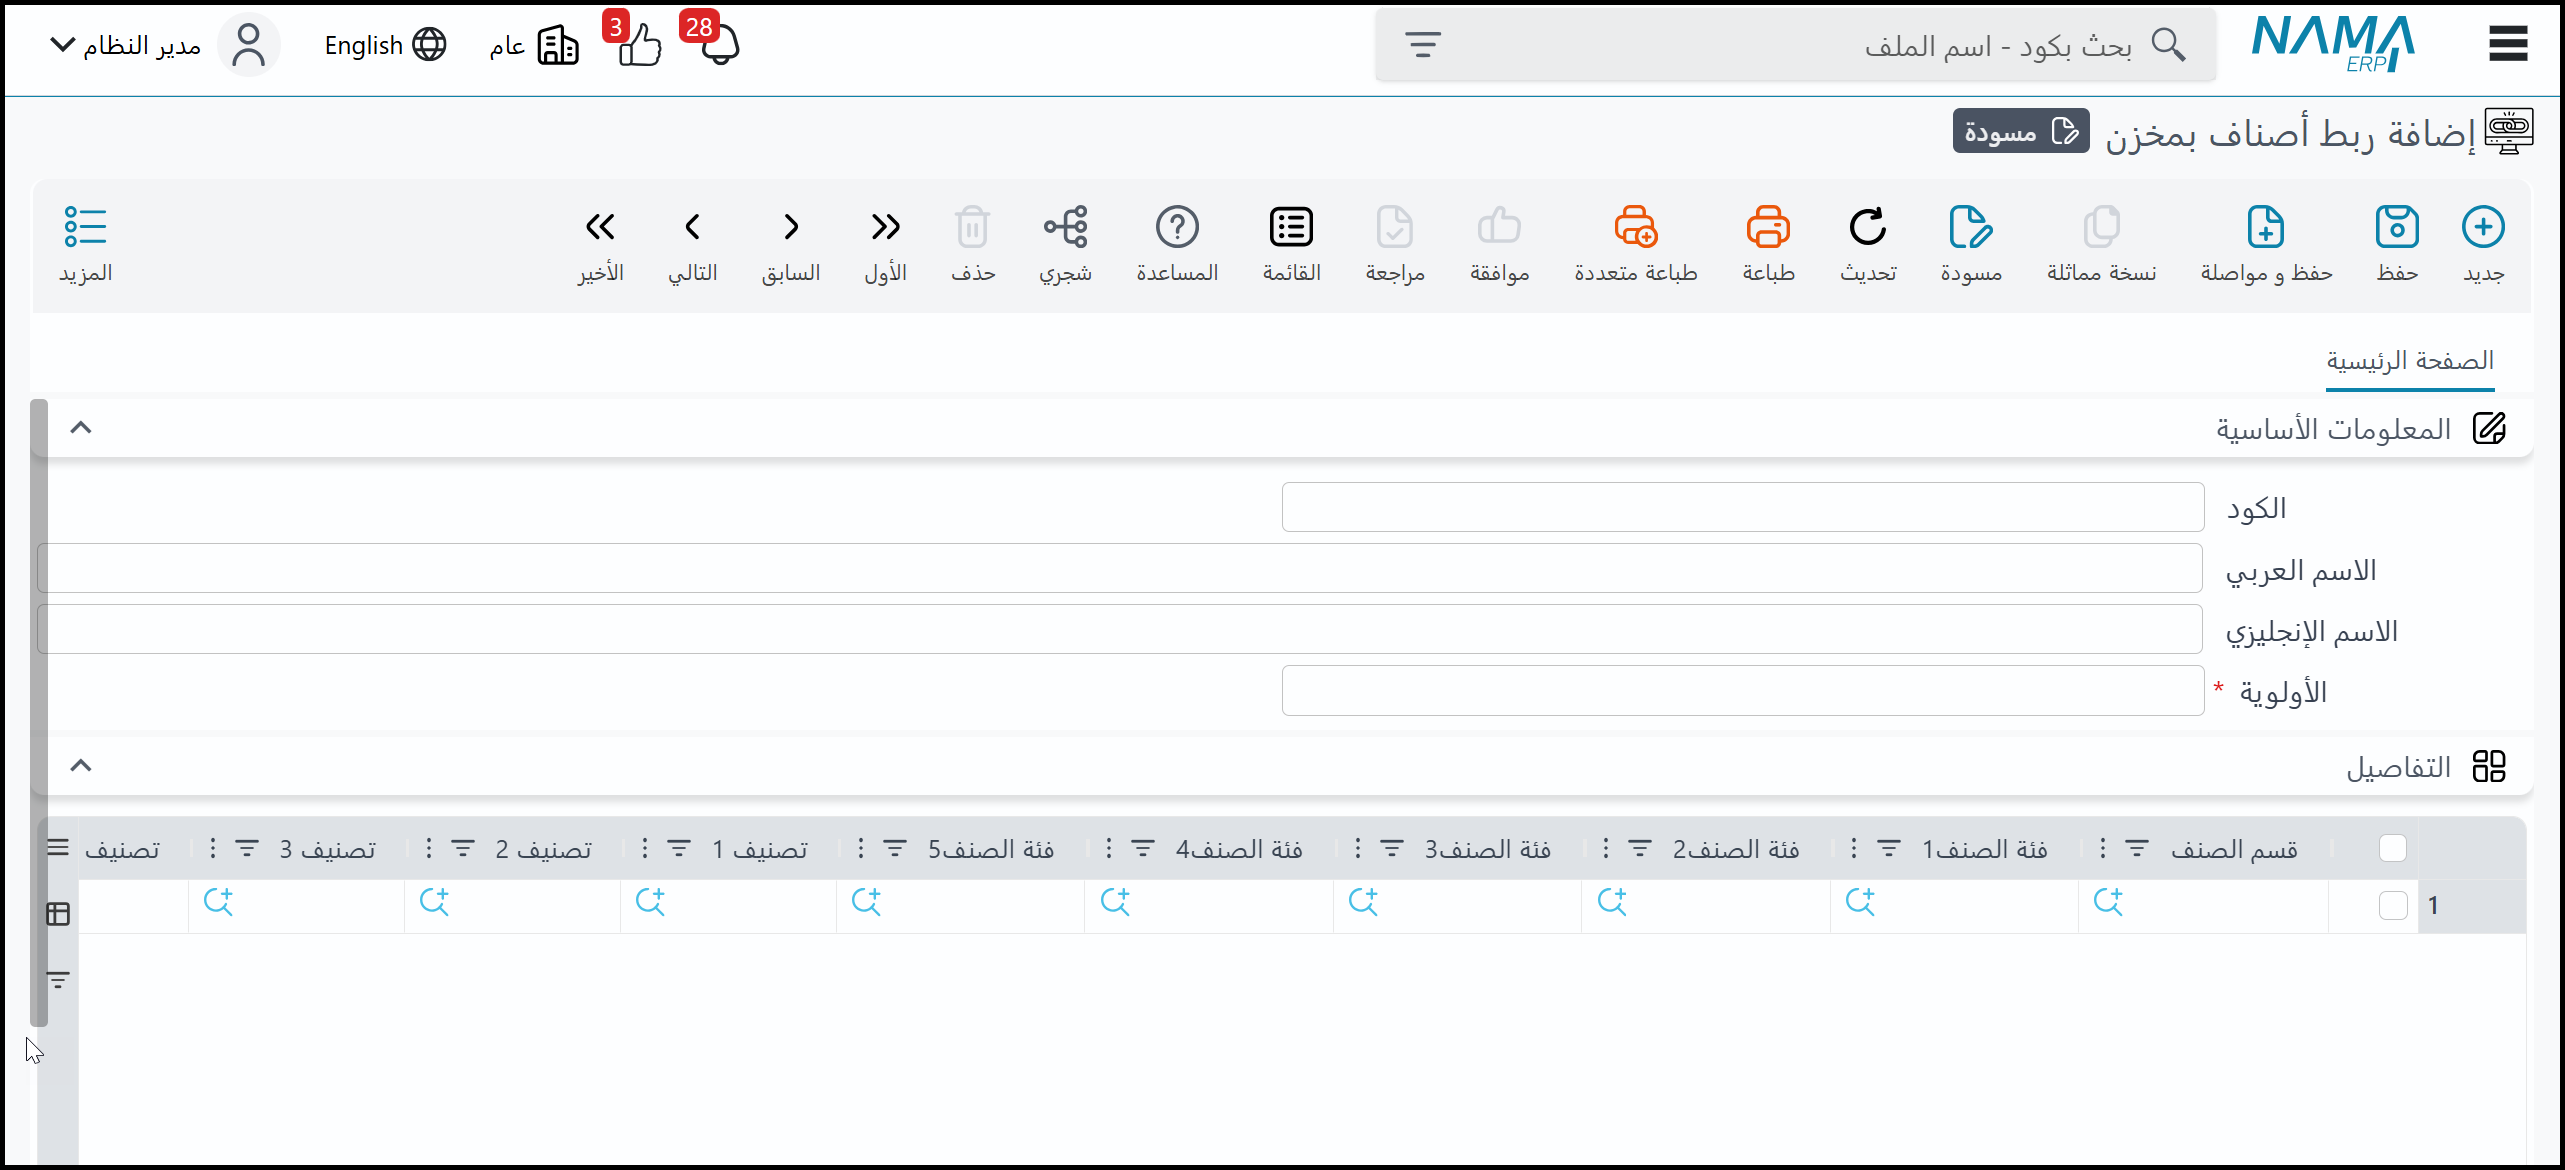 NAMA ERP
بحث بكود - اسم الملف
28
3
عام
English
مدير النظام
إضافة ربط أصناف بمخزن
مسودة
جديد
حفظ
حفظ و مواصلة
نسخة مماثلة
مسودة
تحديث
طباعة
طباعة متعددة
موافقة
مراجعة
القائمة
المساعدة
شجري
حذف
الأول
السابق
التالي
الأخير
المزيد
الصفحة الرئيسية
المعلومات الأساسية
الكود
الاسم العربي
الاسم الإنجليزي
الأولوية *
التفاصيل
قسم الصنف
فئة الصنف1
فئة الصنف2
فئة الصنف3
فئة الصنف4
فئة الصنف5
تصنيف 1
تصنيف 2
تصنيف 3
تصنيف
1